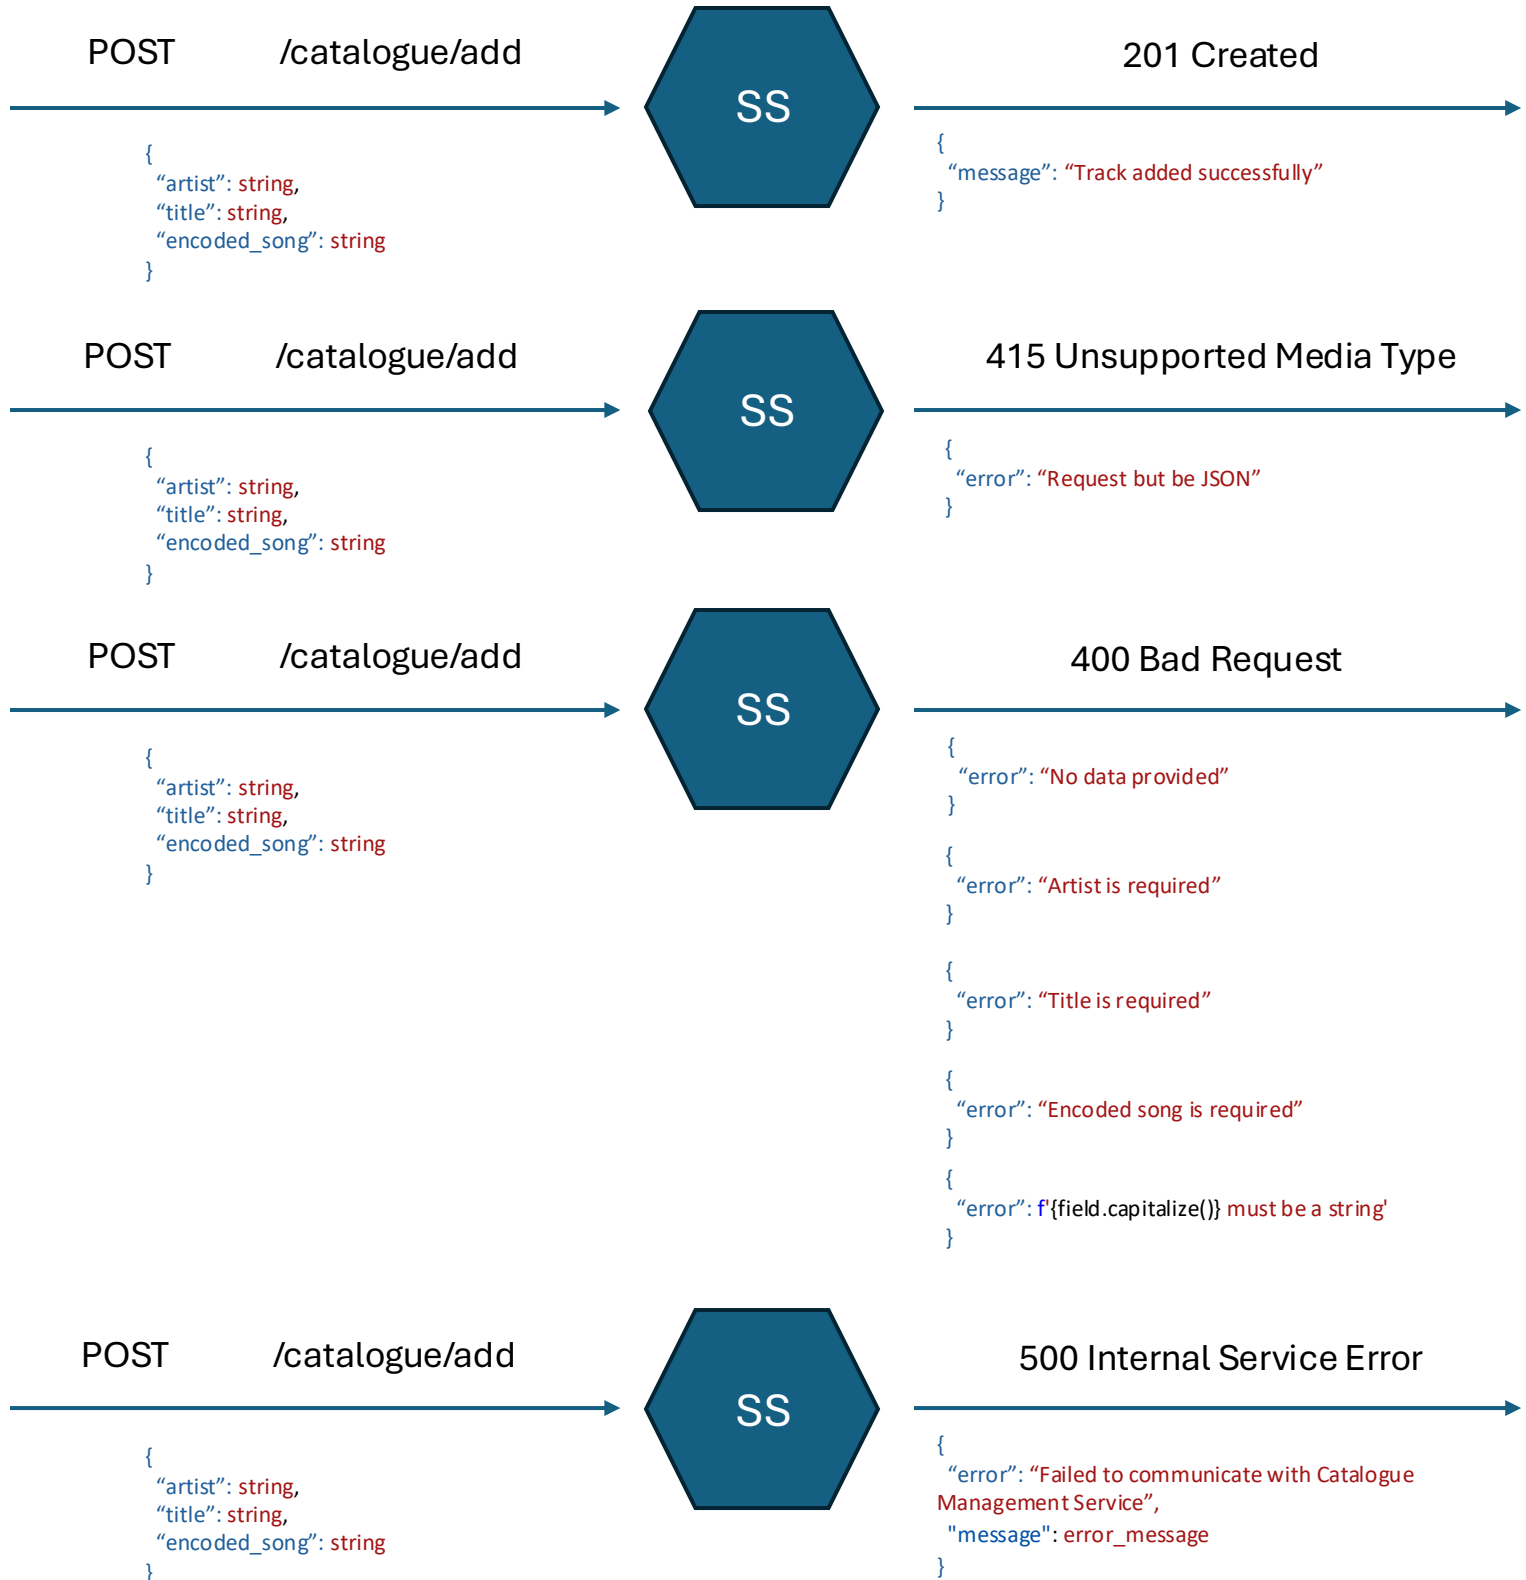 POST /catalogue/add
{
“artist”: string,
“title”: string,
“encoded_song”: string
}
SS
201 Created
{
“message”: “Track added successfully”
}
POST /catalogue/add
{
“artist”: string,
“title”: string,
“encoded_song”: string
}
SS
415 Unsupported Media Type
{
“error”: “Request but be JSON”
}
POST /catalogue/add
{
“artist”: string,
“title”: string,
“encoded_song”: string
}
SS
400 Bad Request
{
“error”: “No data provided”
}
{
“error”: “Artist is required”
}
{
“error”: “Title is required”
}
{
“error”: “Encoded song is required”
}
{
“error”: f'{field.capitalize()} must be a string'
}
POST /catalogue/add
{
“artist”: string,
“title”: string,
“encoded_song”: string
}
SS
500 Internal Service Error
{
“error”: “Failed to communicate with Catalogue
Management Service”,
"message": error_message
}